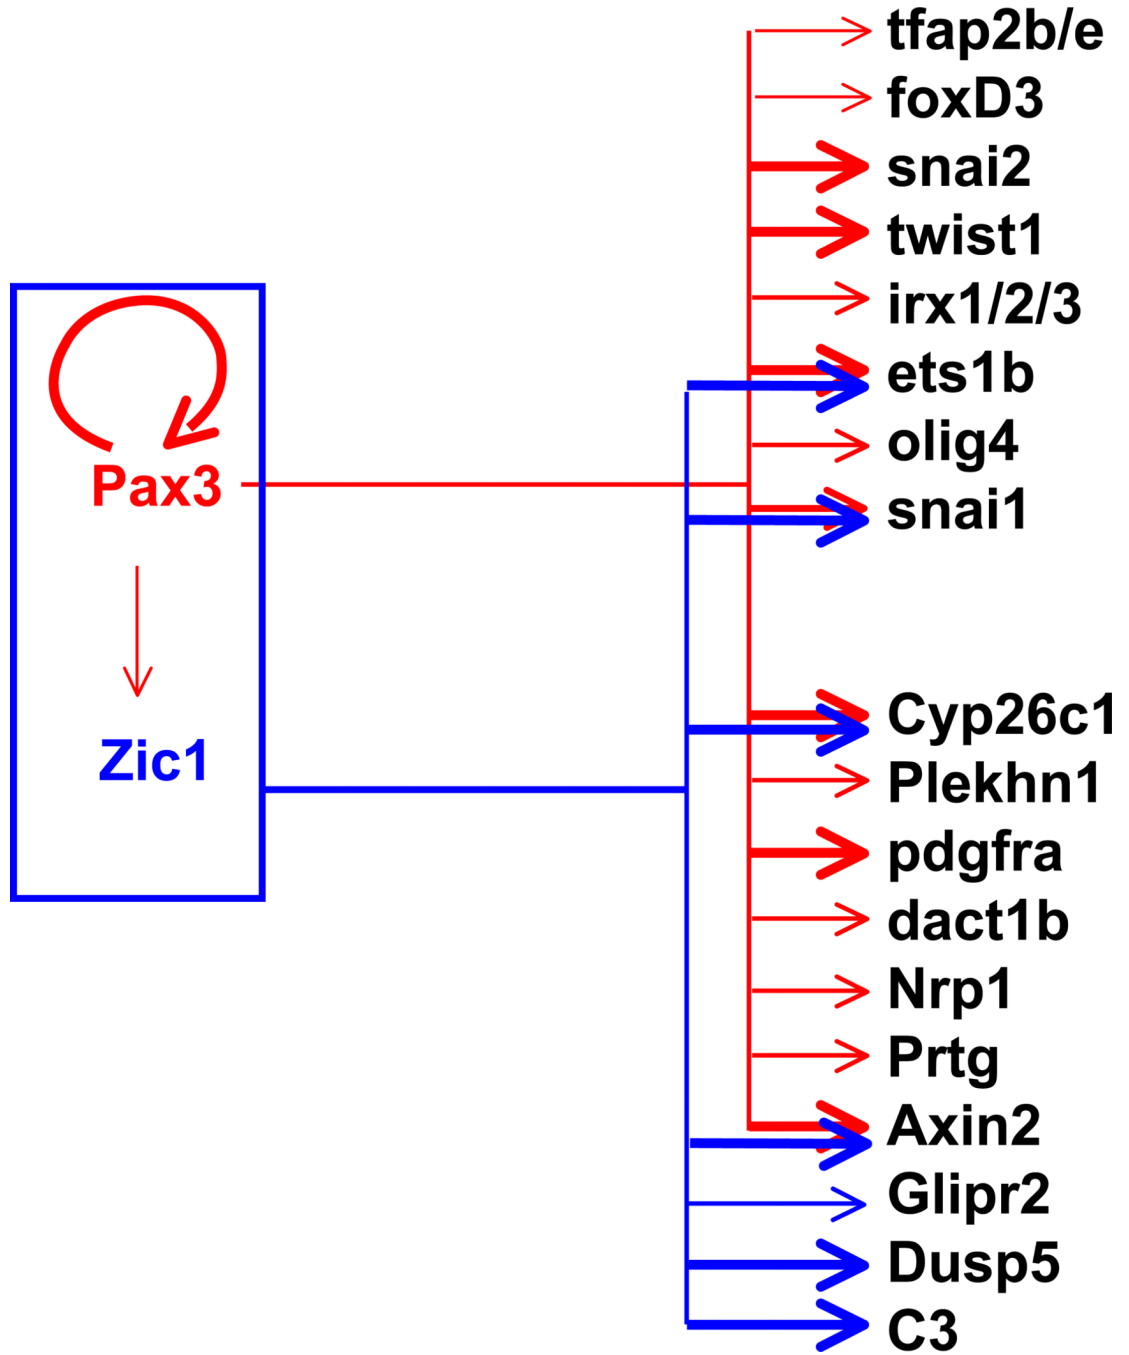 tfap2b/e
foxD3
snai2
twist1
irx1/2/3
ets1b
olig4
Pax3
snai1
Cyp26c1
Zic1
Plekhn1
pdgfra
dact1b
Nrp1
Prtg
Axin2
Glipr2
Dusp5
C3